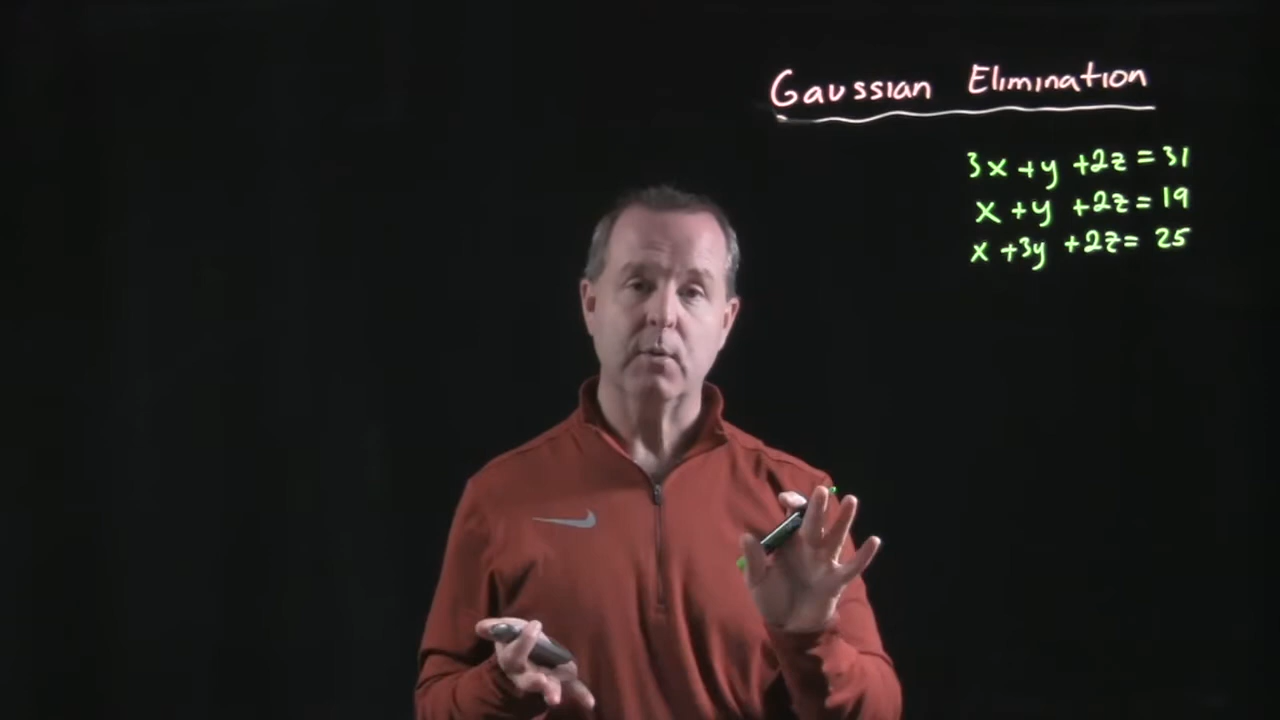 Gaussian Elimination
3x + y + 2z = 31
x + y + 2z = 19
x + 3y + 2z = 25